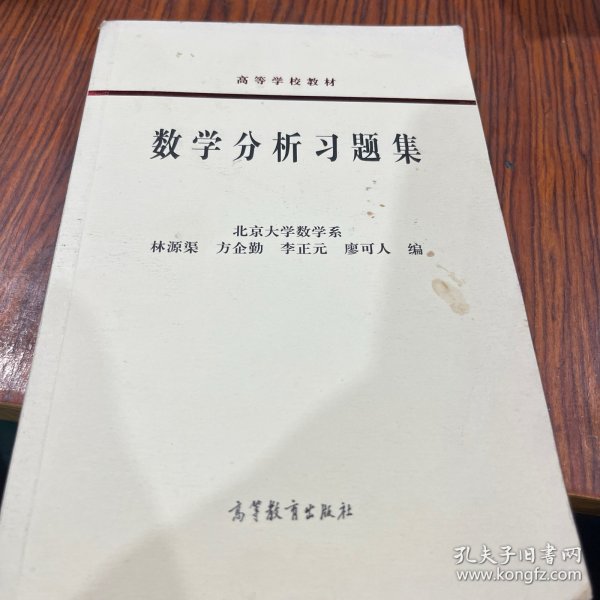 高等学校教材
数学分析习题集
北京大学数学系
林源渠 方企勤 李正元 廖可人 编
高等教育出版社
孔夫子旧书网
www.kongfz.com